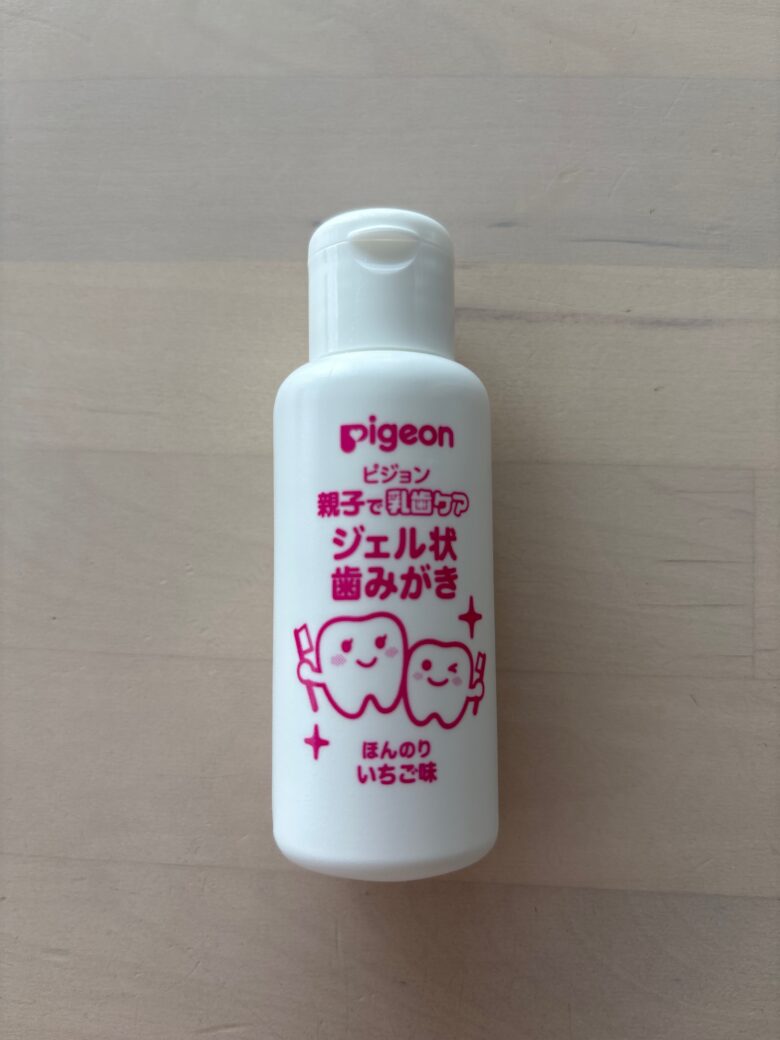 Pigeon
ピジョン
親子で乳歯ケア
ジェル状
歯みがき
ほんのり
いちご味